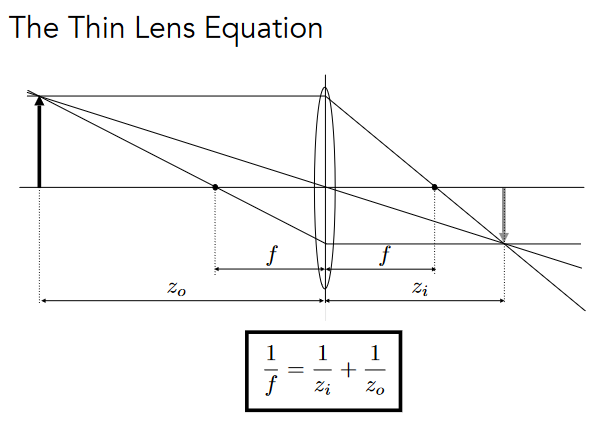 The Thin Lens Equation
f f
z_o z_i
1/f = 1/z_i + 1/z_o